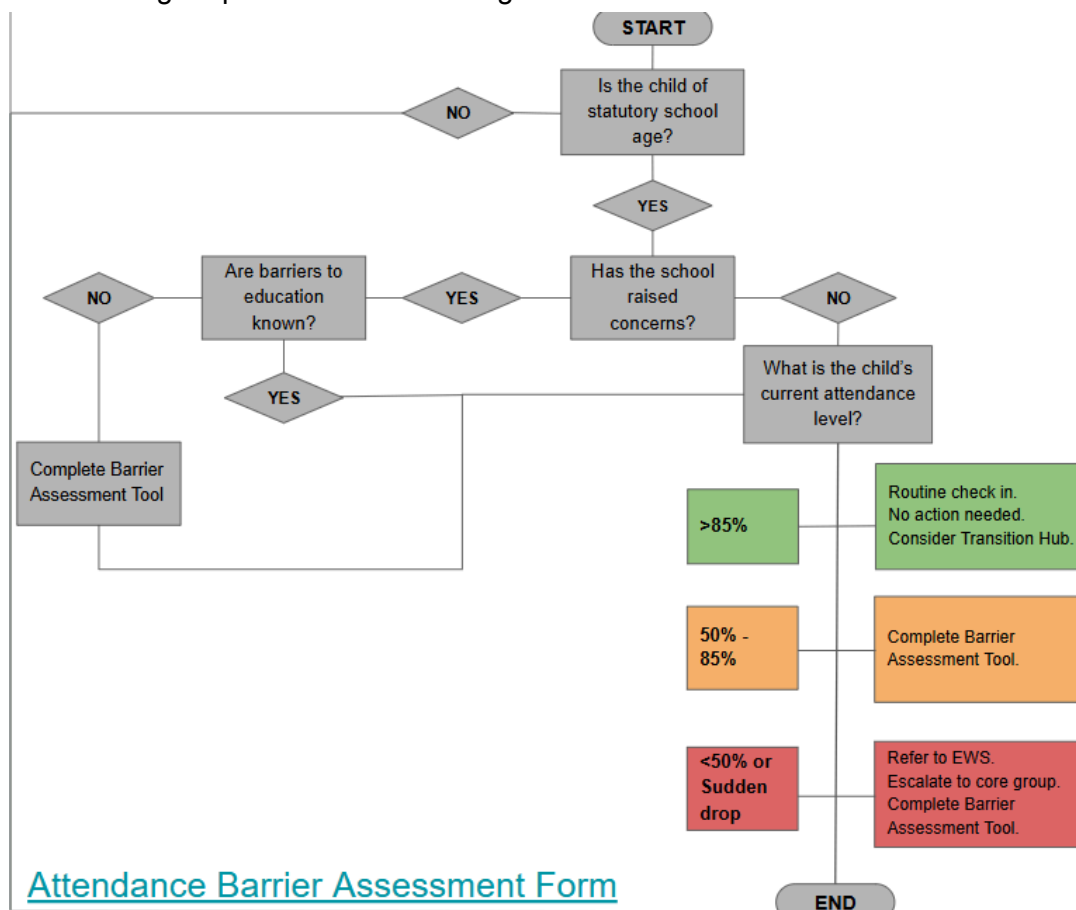 START
Is the child of
statutory school
age?
NO
YES
Are barriers to
education
known?
Has the school
raised
concerns?
NO
YES
NO
What is the child's
current attendance
level?
YES
Complete Barrier
Assessment Tool
>85%
Routine check in.
No action needed.
Consider Transition Hub.
50% -
85%
Complete Barrier
Assessment Tool.
<50% or
Sudden
drop
Refer to EWS.
Escalate to core group.
Complete Barrier
Assessment Tool.
Attendance Barrier Assessment Form
END